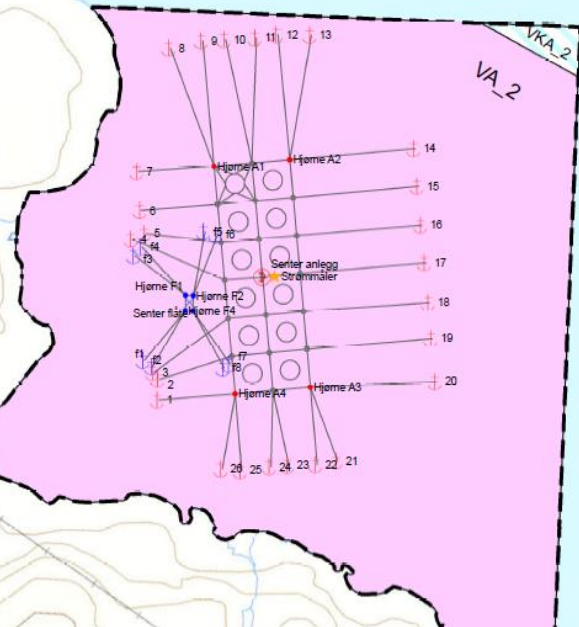 VKA_2
VA_2
8
9
10
11
12
13
Hjørne A1
Hjørne A2
14
7
15
6
16
5
4
f4
f3
f5
f6
Senter anlegg
Strømmåler
17
Hjørne F1
Hjørne F2
18
Senter flåte
Hjørne F4
19
f1
f2
f7
f8
3
2
20
1
Hjørne A4
Hjørne A3
26
25
24
23
22
21